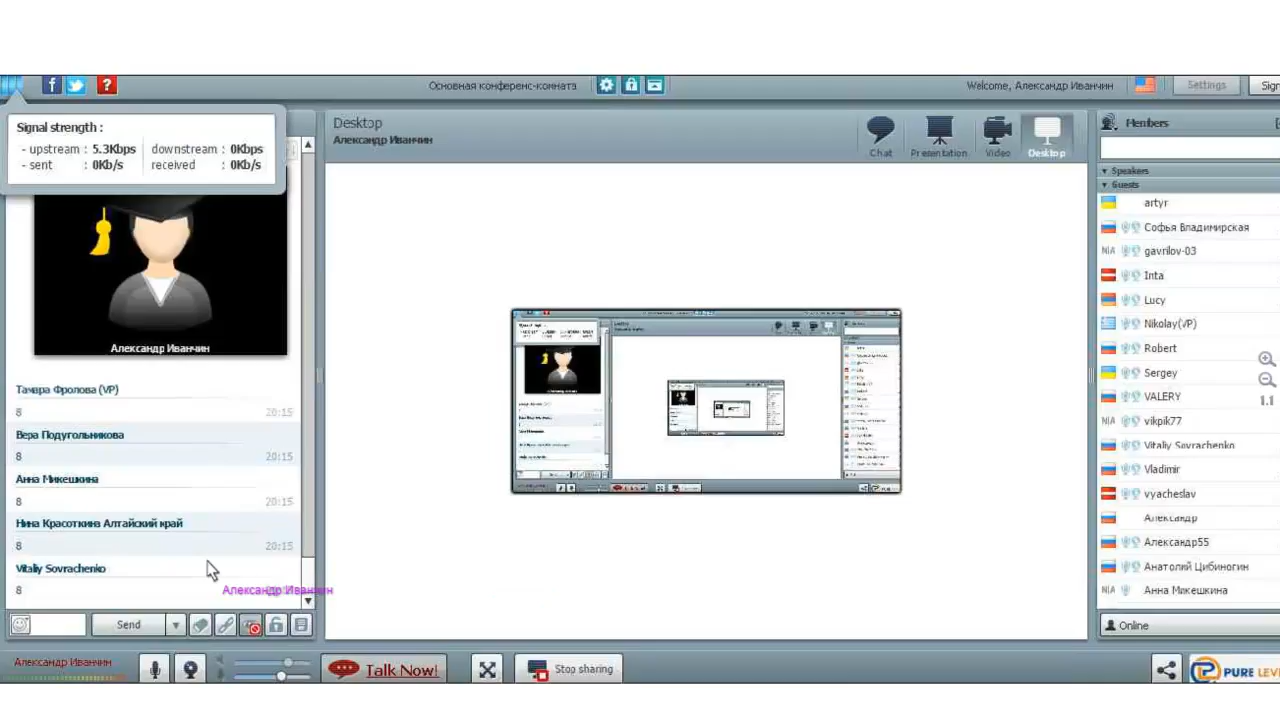 f
?
Основная конференс-комната
Welcome, Александр Иванчин
Settings
Sign
Signal strength :
- upstream : 5.3Kbps downstream : 0Kbps
- sent : 0Kb/s received : 0Kb/s
Александр Иванчин
Тамара Фролова (VP)
8 20:15
Вера Подугольникова
8 20:15
Анна Микешкина
8 20:15
Нина Красоткина Алтайский край
8 20:15
Vitaliy Sovrachenko
8
Александр Иванчин
Send
Desktop
Александр Иванчин
Chat
Presentation
Video
Desktop
Members
Speakers
Guests
artyr
Софья Владимирская
N/A gavrilov-03
Inta
Lucy
Nikolay(VP)
Robert
Sergey
VALERY
N/A vikpik77
Vitaliy Sovrachenko
Vladimir
vyacheslav
Александр
Александр55
Анатолий Цибиногин
N/A Анна Микешкина
1.1
Online
Александр Иванчин
Talk Now!
Stop sharing
PURE LEVE